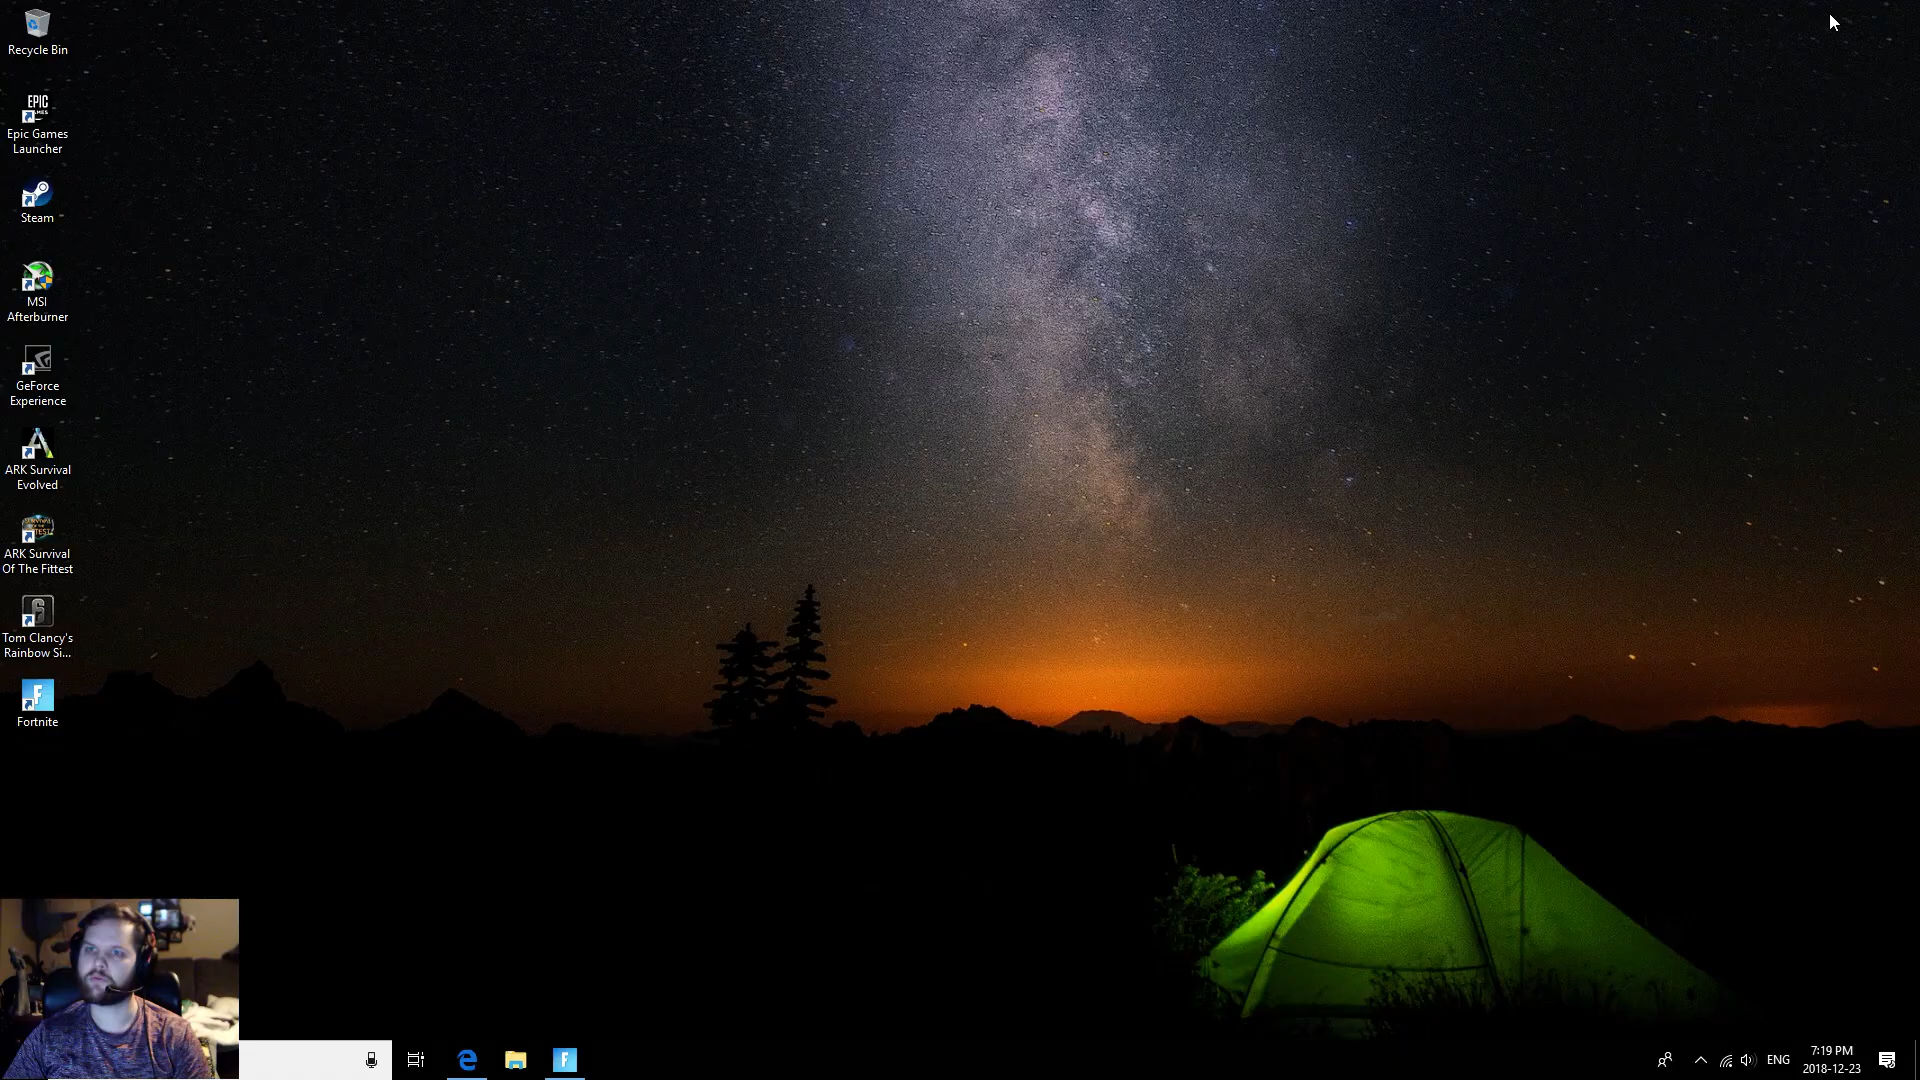 Recycle Bin
EPIC
Epic Games
Launcher
Steam
MSI
Afterburner
GeForce
Experience
ARK Survival
Evolved
ARK Survival
Of The Fittest
6
Tom Clancy's
Rainbow Si...
F
Fortnite
F
ENG
7:19 PM
2018-12-23